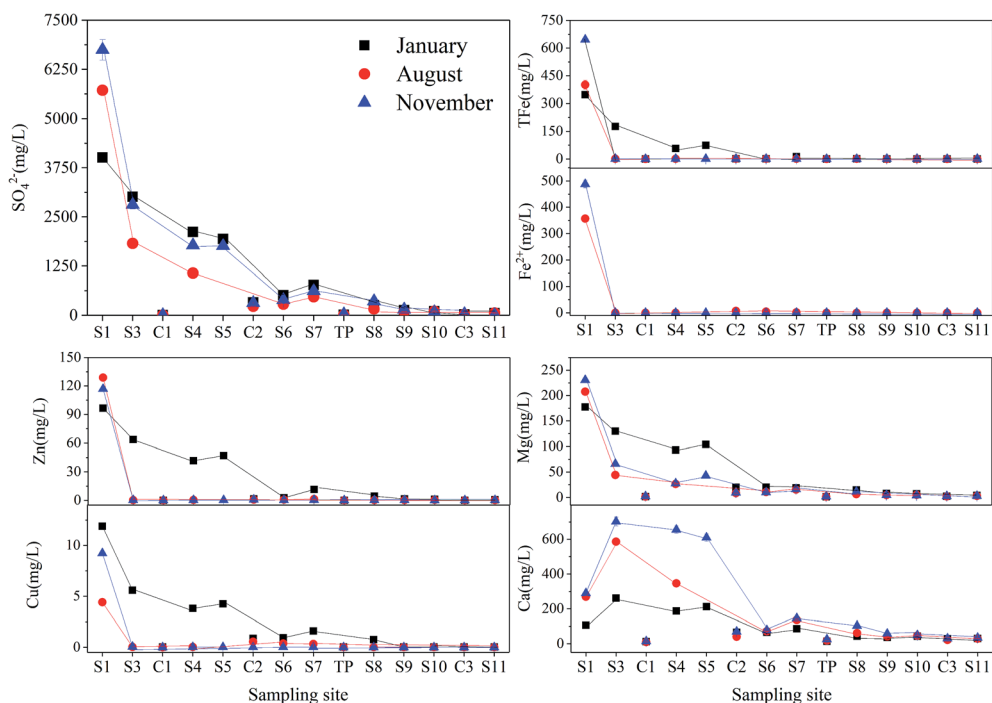 7500
6250
5000
3750
2500
1250
0
SO₄²⁻(mg/L)
January
August
November
S1 S3 C1 S4 S5 C2 S6 S7 TP S8 S9 S10 C3 S11
750
600
450
300
150
0
TFe(mg/L)
500
400
300
200
100
0
Fe²⁺(mg/L)
S1 S3 C1 S4 S5 C2 S6 S7 TP S8 S9 S10 C3 S11
150
120
90
60
30
0
Zn(mg/L)
10
5
0
Cu(mg/L)
S1 S3 C1 S4 S5 C2 S6 S7 TP S8 S9 S10 C3 S11
Sampling site
250
200
150
100
50
0
Mg(mg/L)
600
400
200
0
Ca(mg/L)
S1 S3 C1 S4 S5 C2 S6 S7 TP S8 S9 S10 C3 S11
Sampling site